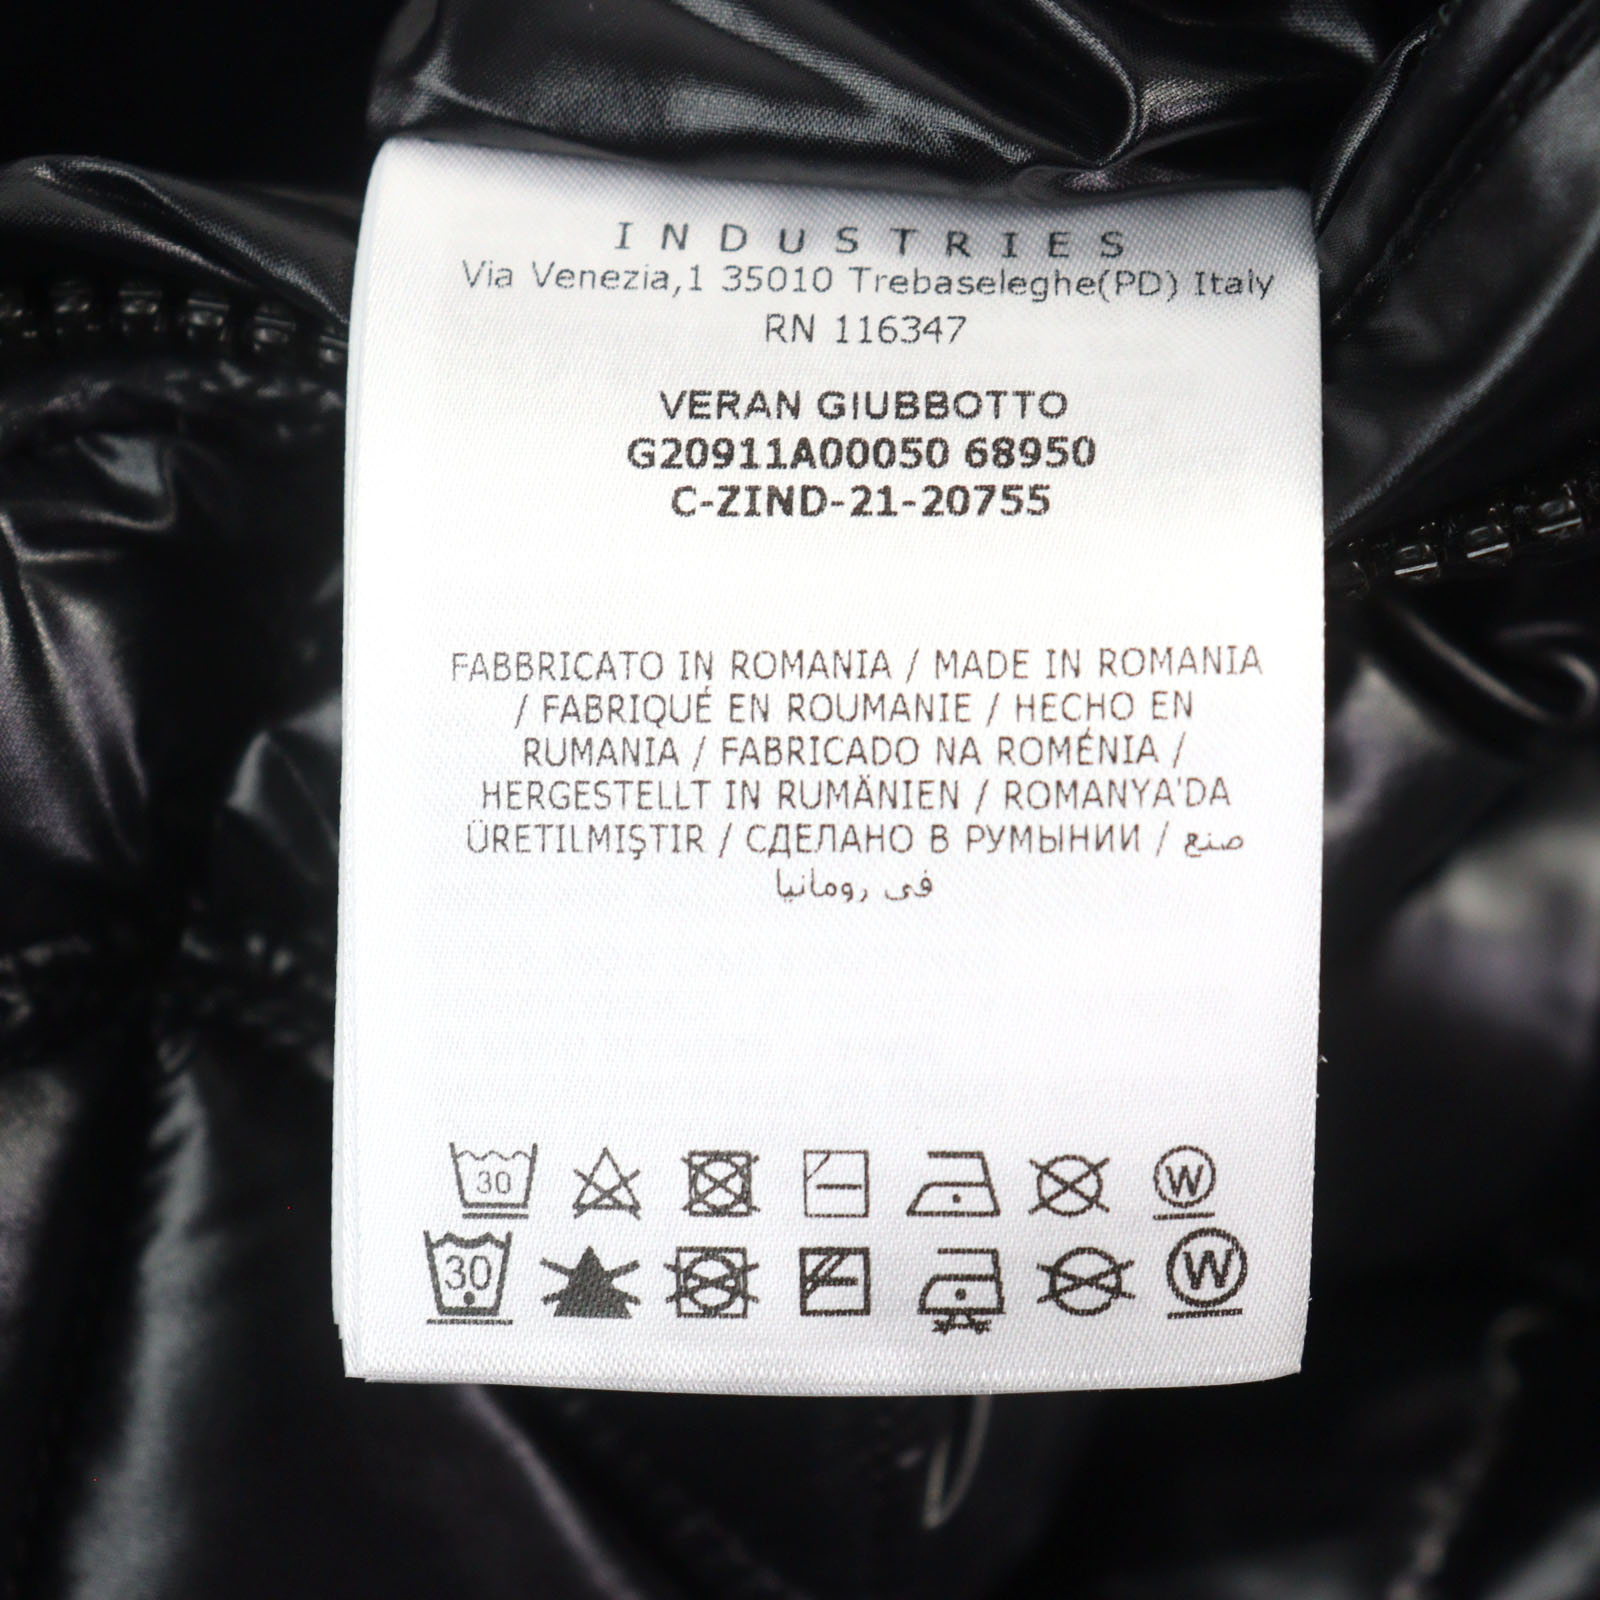 INDUSTRIES
Via Venezia,1 35010 Trebaseleghe(PD) Italy
RN 116347
VERAN GIUBBOTTO
G20911A00050 68950
C-ZIND-21-20755
FABBRICATO IN ROMANIA / MADE IN ROMANIA
/ FABRIQUÉ EN ROUMANIE / HECHO EN
RUMANIA / FABRICADO NA ROMÉNIA /
HERGESTELLT IN RUMÄNIEN / ROMANYA'DA
ÜRETILMIŞTIR / СДЕЛАНО В РУМЫНИИ / صنع
في رومانيا
30 W
30 W